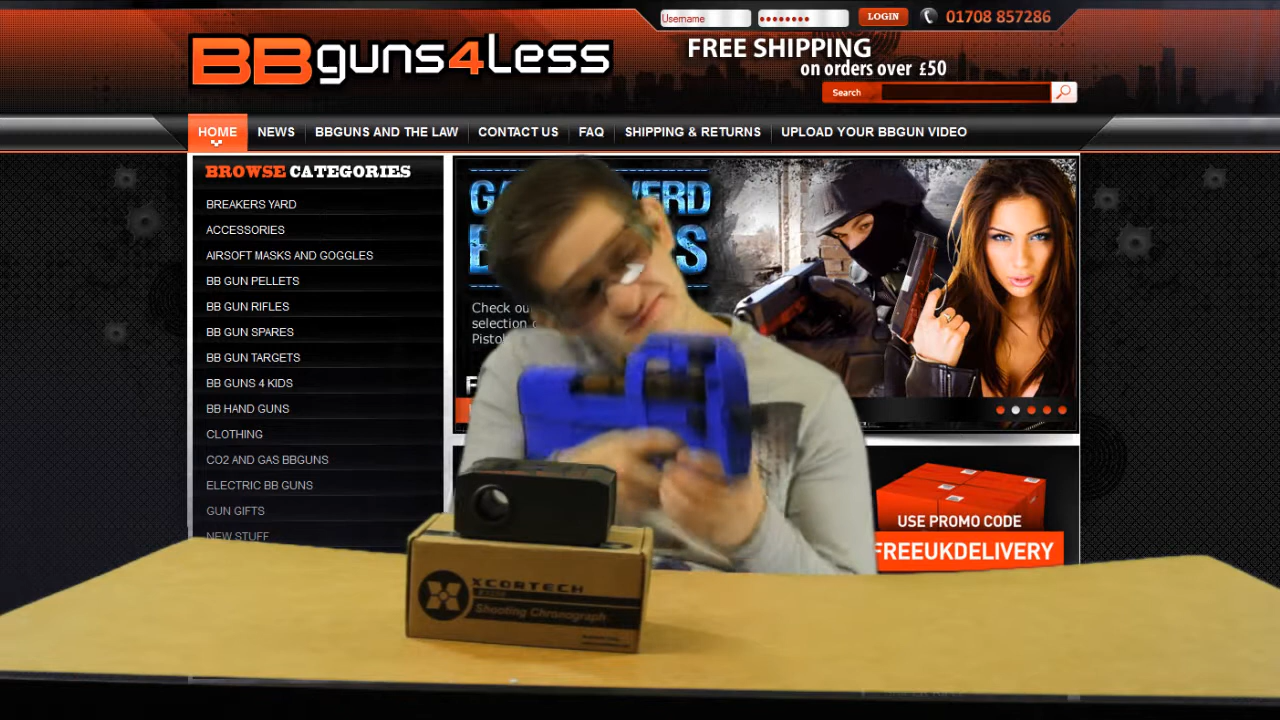 Username
LOGIN
01708 857286
BBguns4Less
FREE SHIPPING
on orders over £50
Search
HOME
NEWS
BBGUNS AND THE LAW
CONTACT US
FAQ
SHIPPING & RETURNS
UPLOAD YOUR BBGUN VIDEO
BROWSE CATEGORIES
BREAKERS YARD
ACCESSORIES
AIRSOFT MASKS AND GOGGLES
BB GUN PELLETS
BB GUN RIFLES
BB GUN SPARES
BB GUN TARGETS
BB GUNS 4 KIDS
BB HAND GUNS
CLOTHING
CO2 AND GAS BBGUNS
ELECTRIC BB GUNS
GUN GIFTS
NEW STUFF
Check
selection
USE PROMO CODE
FREEUKDELIVERY
XCORTECH
Shooting Chronograph